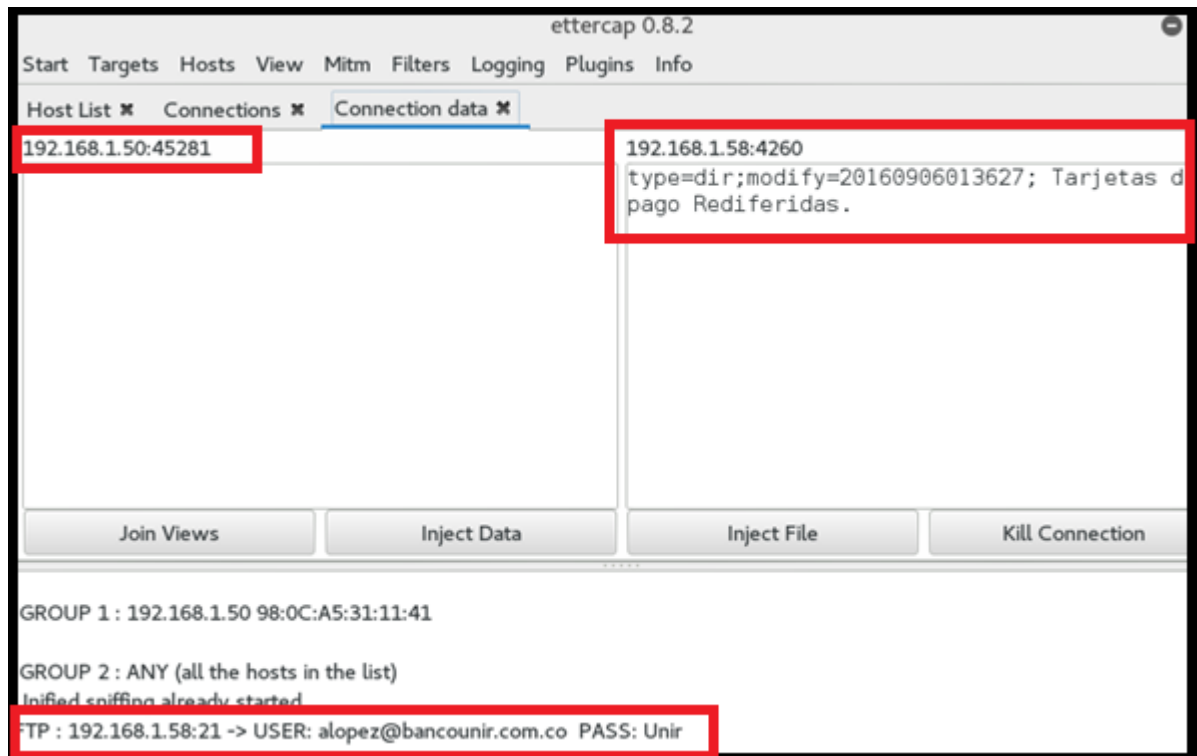 ettercap 0.8.2
Start Targets Hosts View Mitm Filters Logging Plugins Info
Host List ✖ Connections ✖ Connection data ✖
192.168.1.50:45281
192.168.1.58:4260
type=dir;modify=20160906013627; Tarjetas d
pago Rediferidas.
Join Views Inject Data Inject File Kill Connection
GROUP 1 : 192.168.1.50 98:0C:A5:31:11:41
GROUP 2 : ANY (all the hosts in the list)
Unified sniffing already started...
FTP : 192.168.1.58:21 -> USER: alopez@bancounir.com.co PASS: Unir